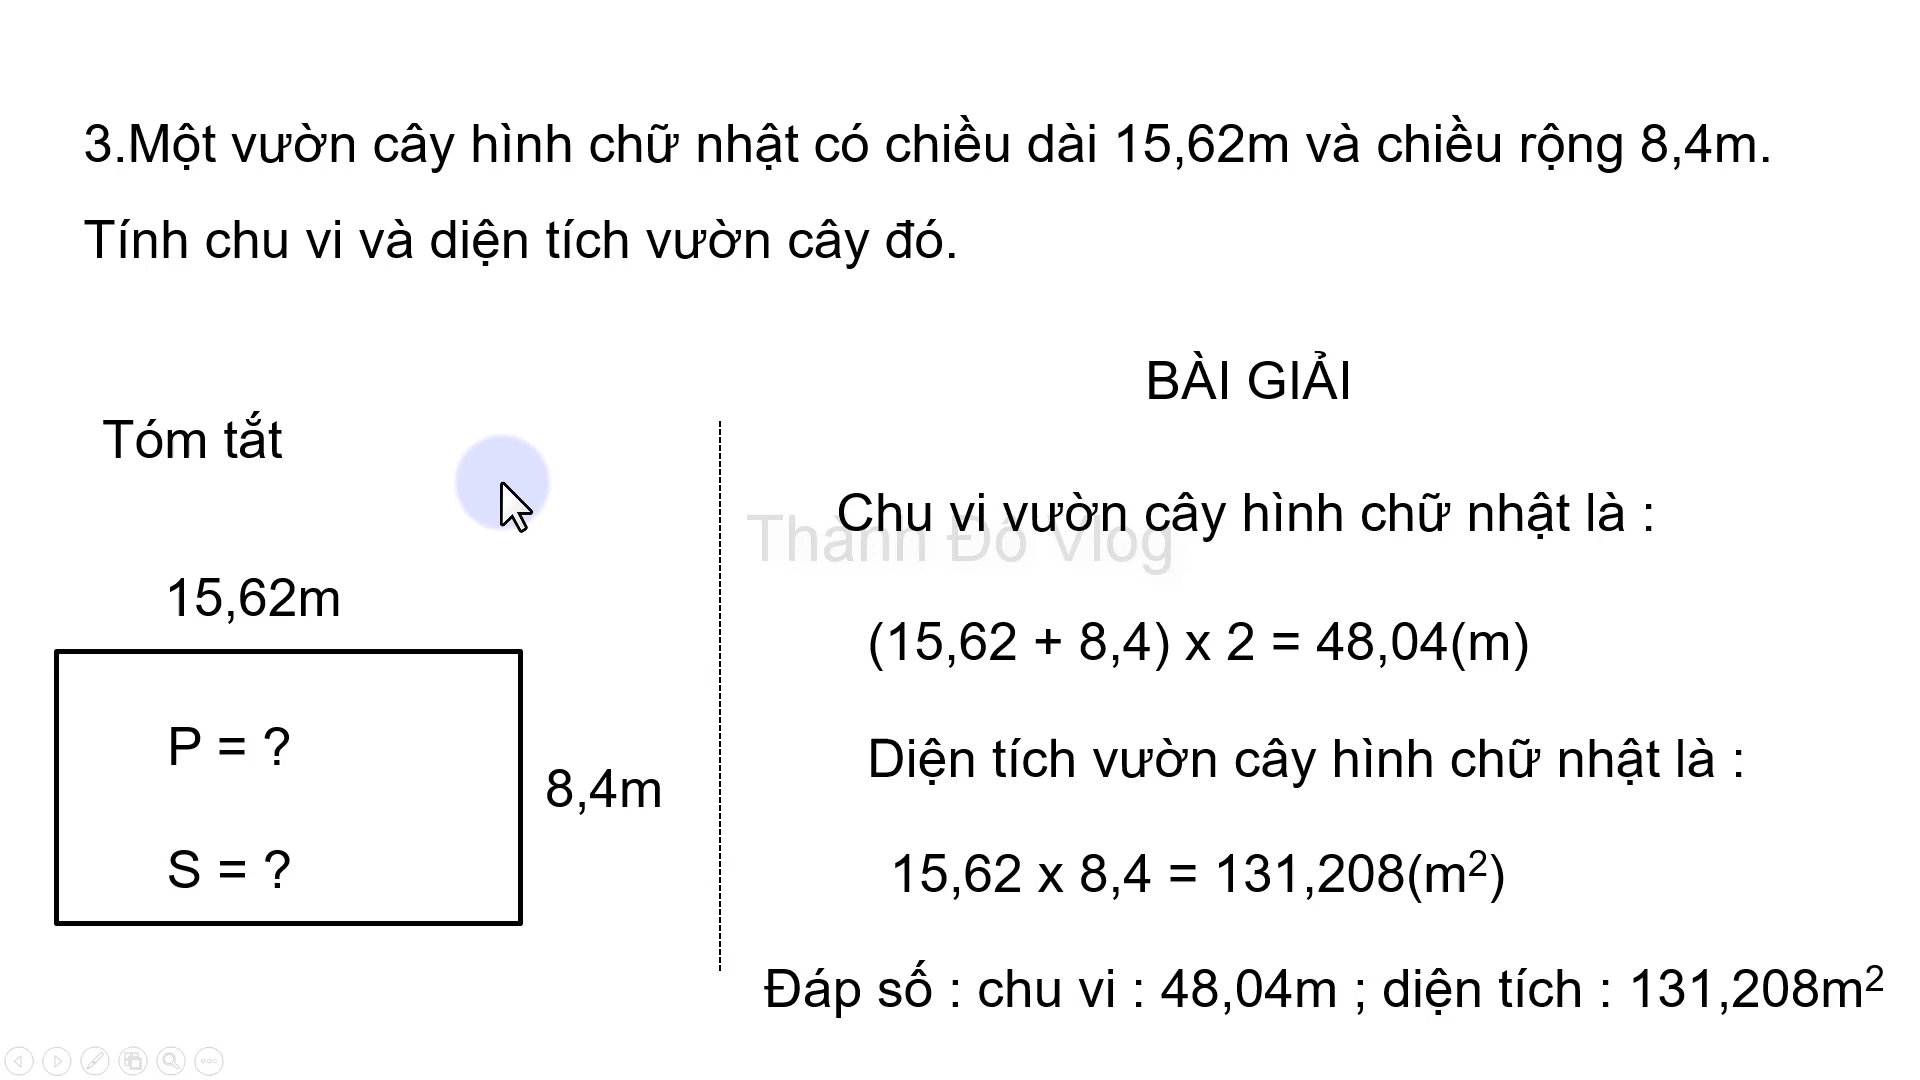 3.Một vườn cây hình chữ nhật có chiều dài 15,62m và chiều rộng 8,4m.
Tính chu vi và diện tích vườn cây đó.
Tóm tắt
15,62m
P = ?
8,4m
S = ?
BÀI GIẢI
Chu vi vườn cây hình chữ nhật là :
Thành Đô Vlog
(15,62 + 8,4) x 2 = 48,04(m)
Diện tích vườn cây hình chữ nhật là :
15,62 x 8,4 = 131,208(m²)
Đáp số : chu vi : 48,04m ; diện tích : 131,208m²